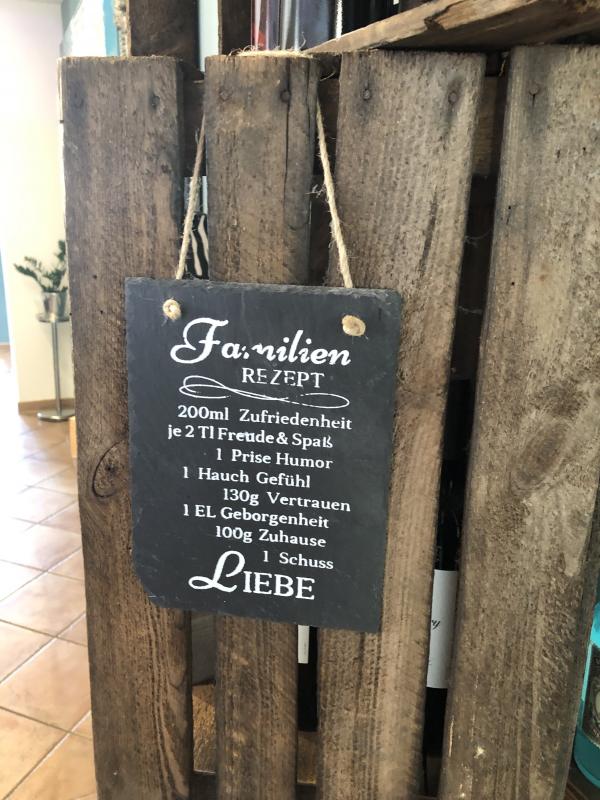 Familien
REZEPT
200ml Zufriedenheit
je 2 Tl Freude & Spaß
1 Prise Humor
1 Hauch Gefühl
130g Vertrauen
1 EL Geborgenheit
100g Zuhause
1 Schuss
LIEBE